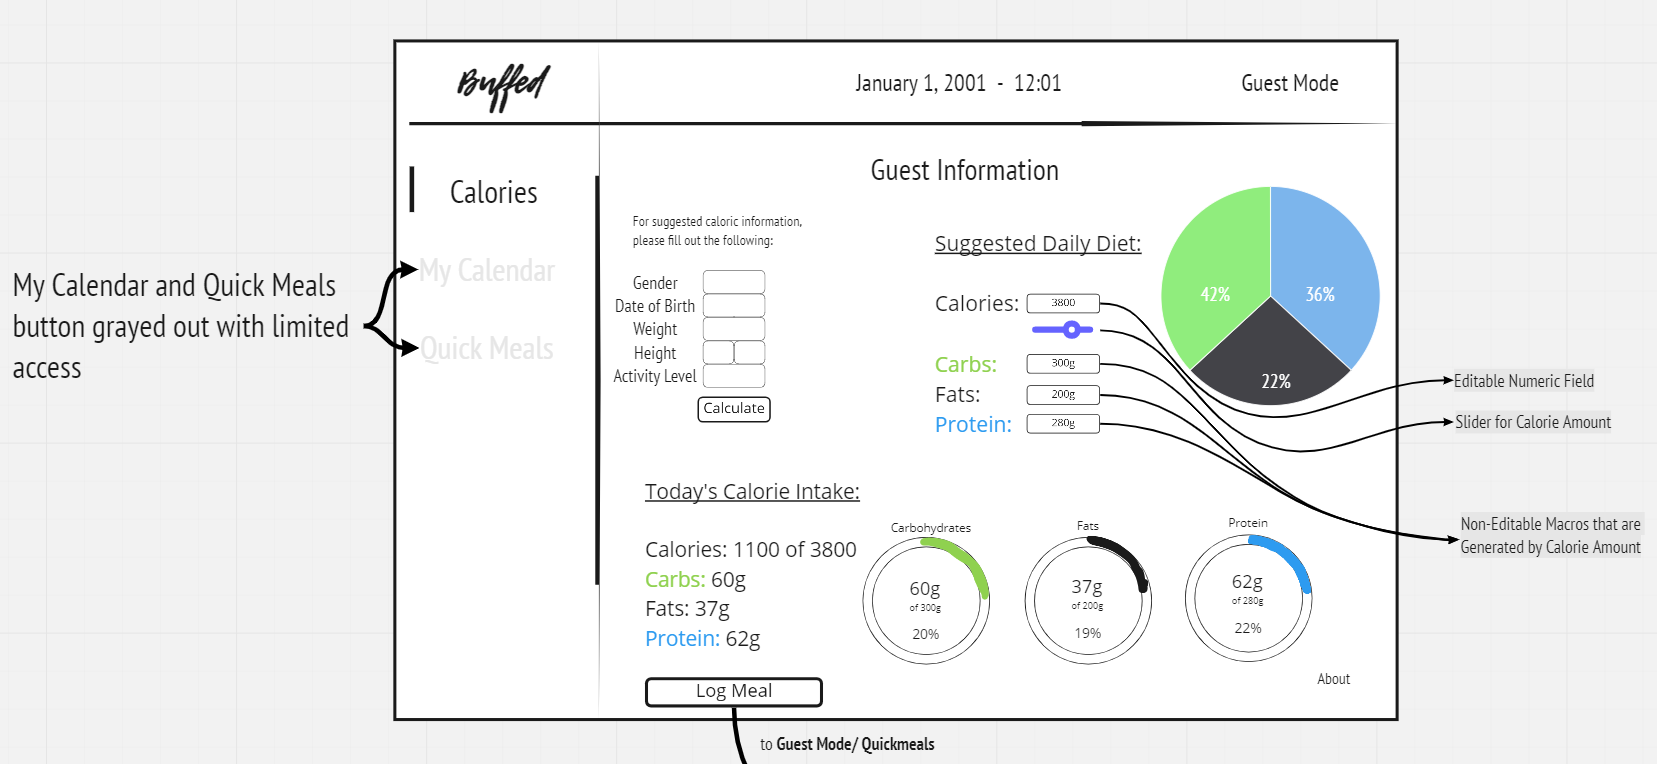 Buffed
January 1, 2001 - 12:01
Guest Mode
Guest Information
Calories
My Calendar
Quick Meals
My Calendar and Quick Meals
button grayed out with limited
access
For suggested caloric information,
please fill out the following:
Gender
Date of Birth
Weight
Height
Activity Level
Calculate
Suggested Daily Diet:
Calories: 3800
Carbs: 300g
Fats: 200g
Protein: 280g
42%
36%
22%
Editable Numeric Field
Slider for Calorie Amount
Non-Editable Macros that are
Generated by Calorie Amount
Today's Calorie Intake:
Calories: 1100 of 3800
Carbs: 60g
Fats: 37g
Protein: 62g
Carbohydrates
60g
of 300g
20%
Fats
37g
of 200g
19%
Protein
62g
of 280g
22%
Log Meal
About
to Guest Mode/ Quickmeals